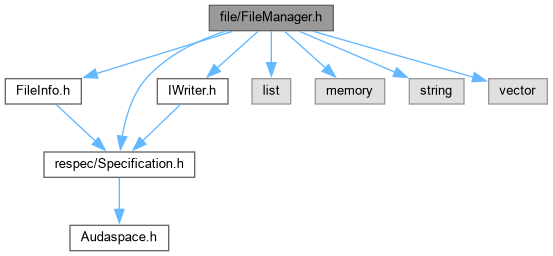 file/FileManager.h
FileInfo.h
IWriter.h
list
memory
string
vector
respec/Specification.h
Audaspace.h